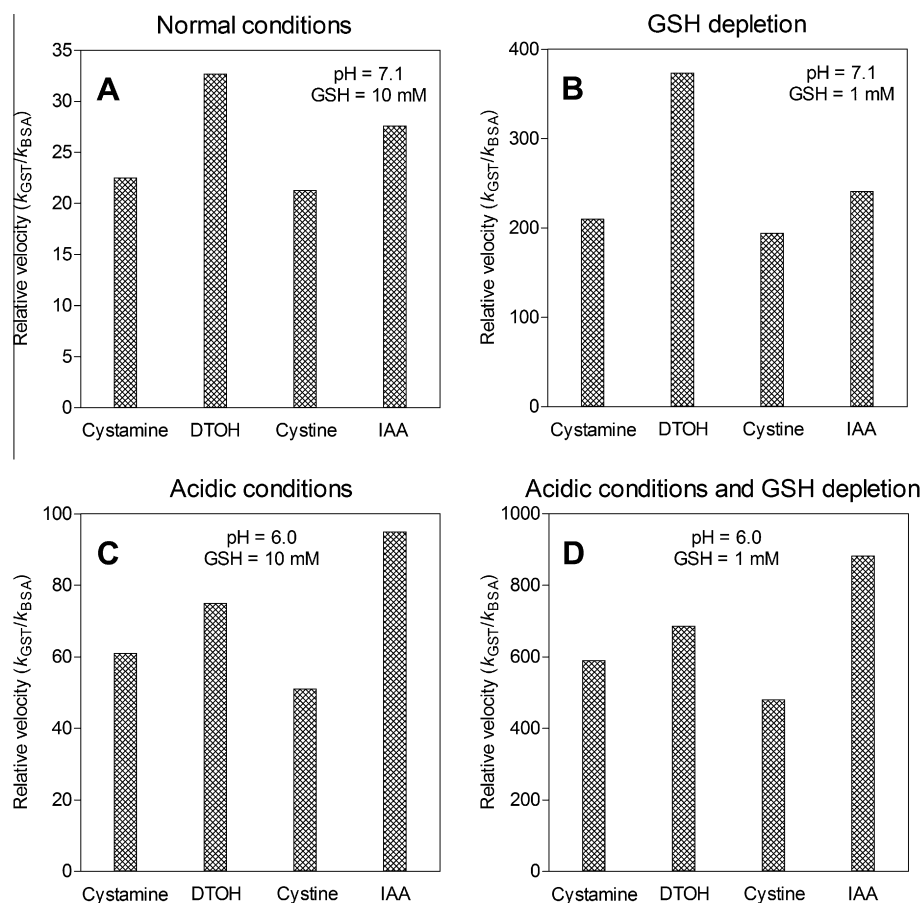 Normal conditions
A
pH = 7.1
GSH = 10 mM
Relative velocity (kGST/kBSA)
35
30
25
20
15
10
5
0
Cystamine DTOH Cystine IAA
GSH depletion
B
pH = 7.1
GSH = 1 mM
Relative velocity (kGST/kBSA)
400
300
200
100
0
Cystamine DTOH Cystine IAA
Acidic conditions
C
pH = 6.0
GSH = 10 mM
Relative velocity (kGST/kBSA)
100
80
60
40
20
0
Cystamine DTOH Cystine IAA
Acidic conditions and GSH depletion
D
pH = 6.0
GSH = 1 mM
Relative velocity (kGST/kBSA)
1000
800
600
400
200
0
Cystamine DTOH Cystine IAA